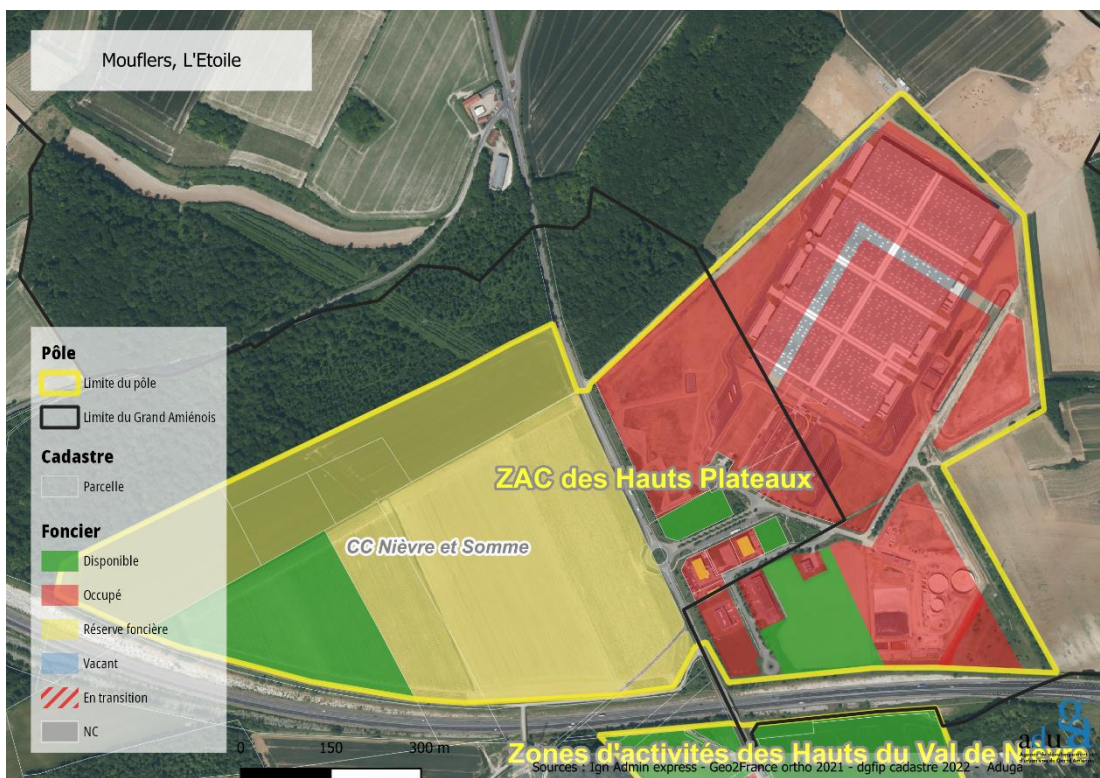 Mouflers, L'Etoile
Pôle
Limite du pôle
Limite du Grand Amiénois
Cadastre
Parcelle
Foncier
Disponible
Occupé
Réserve foncière
Vacant
En transition
NC
ZAC des Hauts Plateaux
CC Nièvre et Somme
0 150 300 m
Zones d'activités des Hauts du Val de Nièvre
Sources : Ign Admin express - Geo2France ortho 2021 - dgfip cadastre 2022 - Aduga
aduga